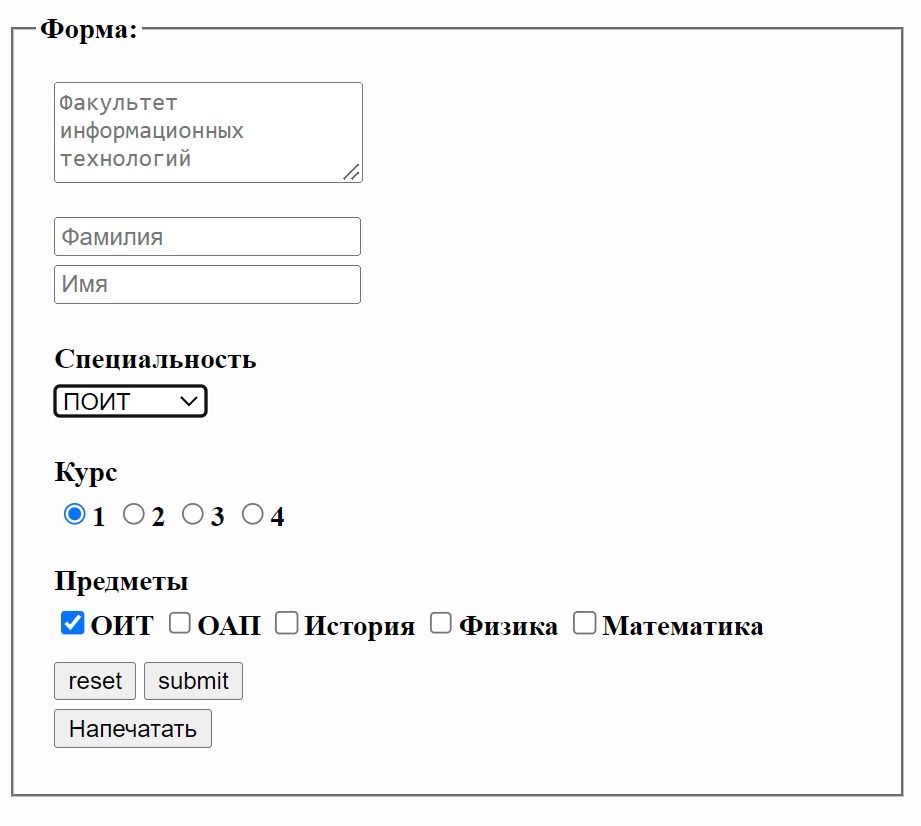 Форма:
Факультет
информационных
технологий
Фамилия
Имя
Специальность
ПОИТ
Курс
1 2 3 4
Предметы
ОИТ ОАП История Физика Математика
reset submit
Напечатать